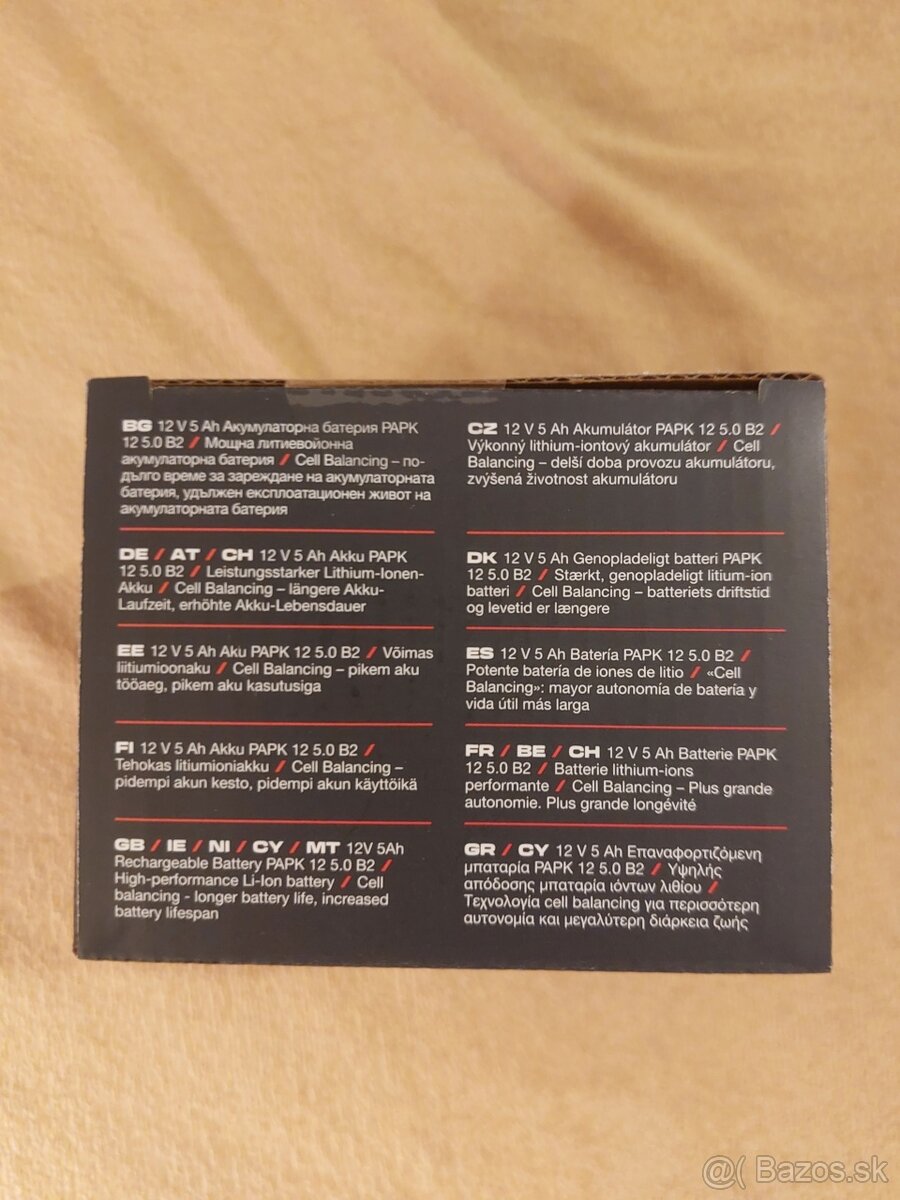 BG 12 V 5 Ah Акумулаторна батерия PAPK
12 5.0 B2 / Мощна литиевойонна
акумулаторна батерия / Cell Balancing – по-
дълго време за зареждане на акумулаторната
батерия, удължен експлоатационен живот на
акумулаторната батерия
DE / AT / CH 12 V 5 Ah Akku PAPK
12 5.0 B2 / Leistungsstarker Lithium-Ionen-
Akku / Cell Balancing – längere Akku-
Laufzeit, erhöhte Akku-Lebensdauer
EE 12 V 5 Ah Aku PAPK 12 5.0 B2 / Võimas
liitiumioonaku / Cell Balancing – pikem aku
tööaeg, pikem aku kasutusiga
FI 12 V 5 Ah Akku PAPK 12 5.0 B2 /
Tehokas litiumioniakku / Cell Balancing –
pidempi akun kesto, pidempi akun käyttöikä
GB / IE / NI / CY / MT 12V 5Ah
Rechargeable Battery PAPK 12 5.0 B2 /
High-performance Li-Ion battery / Cell
balancing - longer battery life, increased
battery lifespan
CZ 12 V 5 Ah Akumulátor PAPK 12 5.0 B2 /
Výkonný lithium-iontový akumulátor / Cell
Balancing – delší doba provozu akumulátoru,
zvýšená životnost akumulátoru
DK 12 V 5 Ah Genopladeligt batteri PAPK
12 5.0 B2 / Stærkt, genopladeligt litium-ion
batteri / Cell Balancing – batteriets driftstid
og levetid er længere
ES 12 V 5 Ah Batería PAPK 12 5.0 B2 /
Potente batería de iones de litio / «Cell
Balancing»: mayor autonomía de batería y
vida útil más larga
FR / BE / CH 12 V 5 Ah Batterie PAPK
12 5.0 B2 / Batterie lithium-ions
performante / Cell Balancing – Plus grande
autonomie. Plus grande longévité
GR / CY 12 V 5 Ah Επαναφορτιζόμενη
μπαταρία PAPK 12 5.0 B2 / Υψηλής
απόδοσης μπαταρία ιόντων λιθίου /
Τεχνολογία cell balancing για περισσότερη
αυτονομία και μεγαλύτερη διάρκεια ζωής
@( Bazos.sk